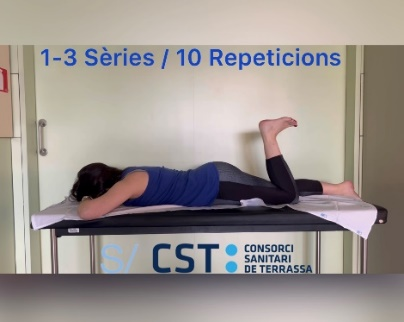 1-3 Sèries / 10 Repeticions
S/
CST
CONSORCI
SANITARI
DE TERRASSA